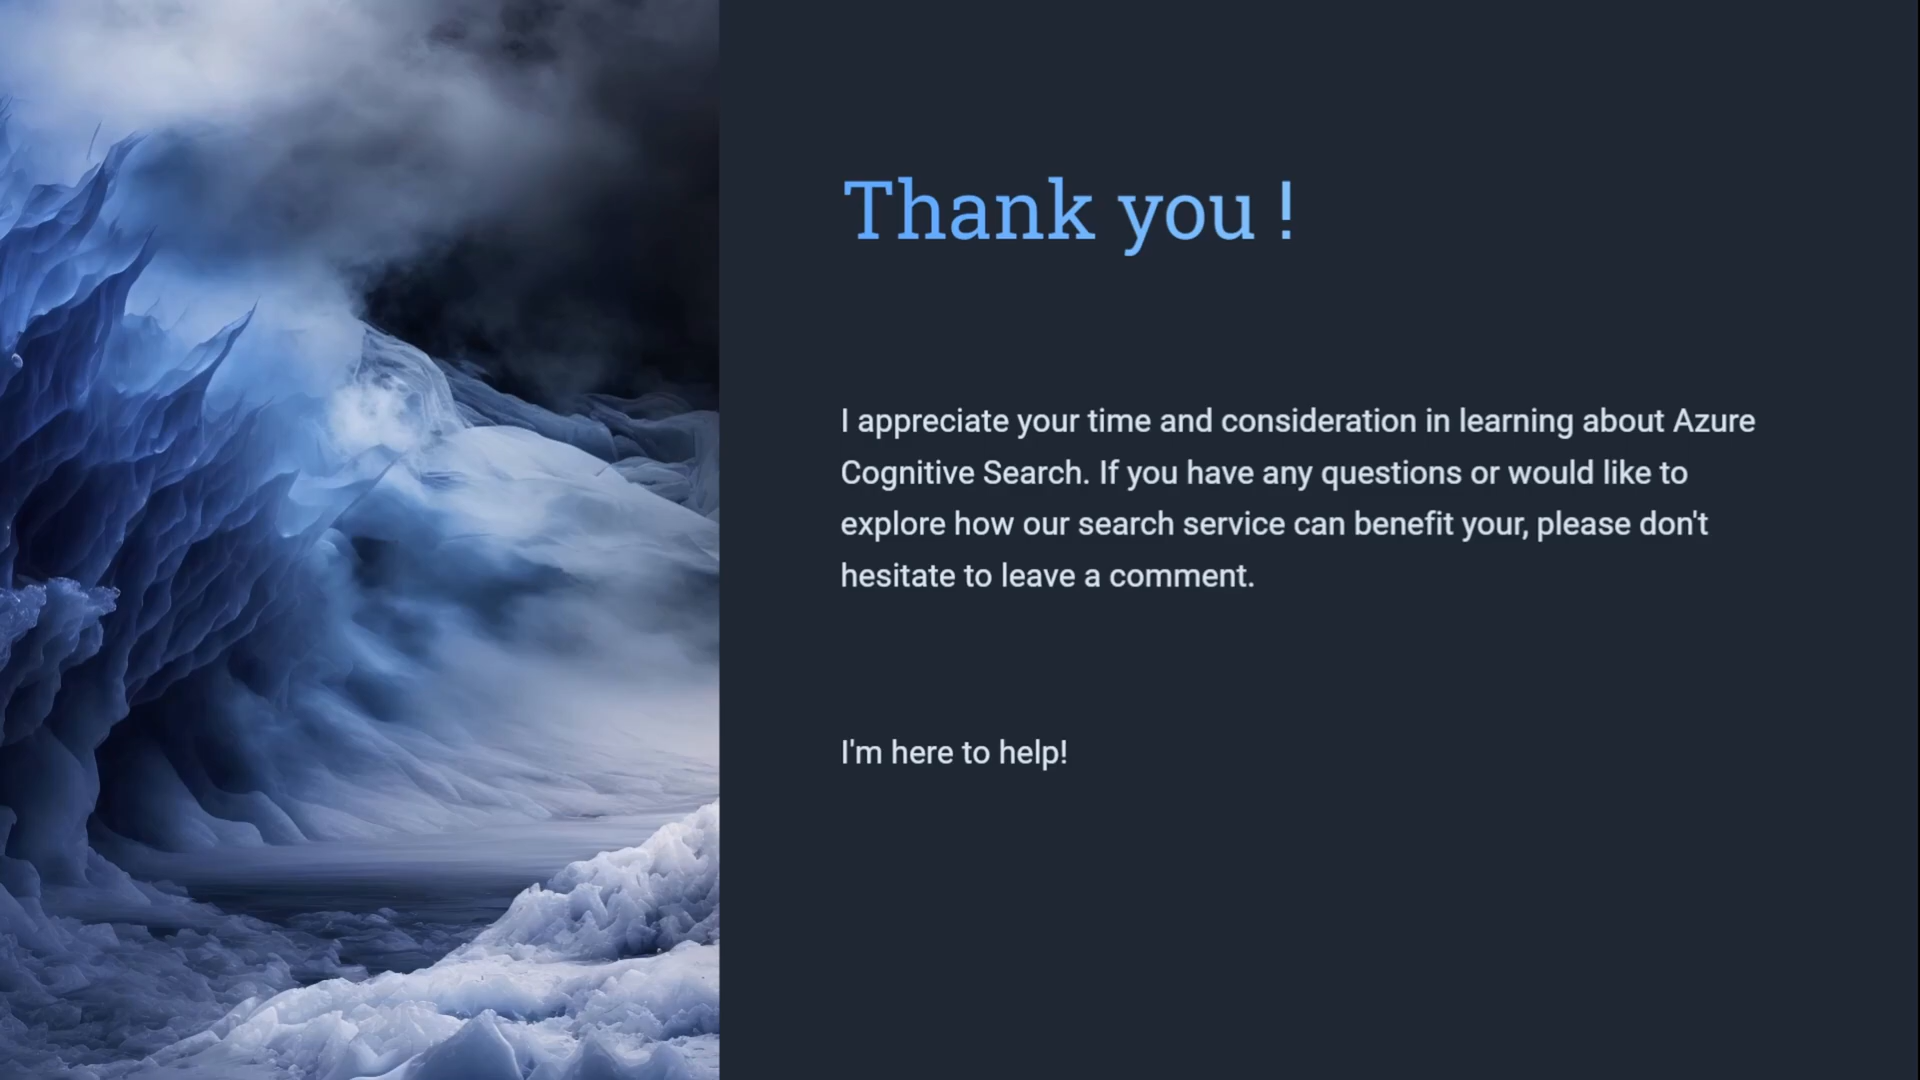 Thank you !
I appreciate your time and consideration in learning about Azure
Cognitive Search. If you have any questions or would like to
explore how our search service can benefit your, please don't
hesitate to leave a comment.
I'm here to help!